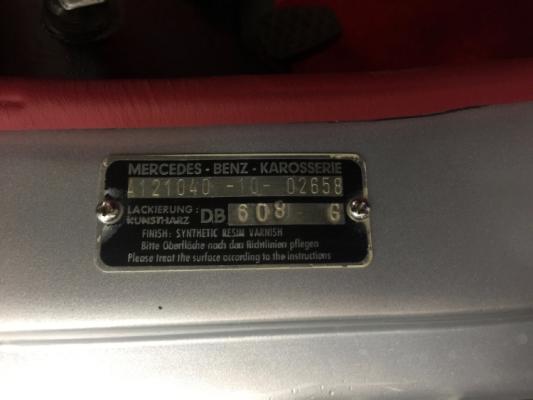 MERCEDES - BENZ - KAROSSERIE
A121040 -10- 02658
LACKIERUNG: DB 608 G
KUNSTHARZ
FINISH: SYNTHETIC RESIN VARNISH
Bitte Oberfläche nach den Richtlinien pflegen
Please treat the surface according to the instructions